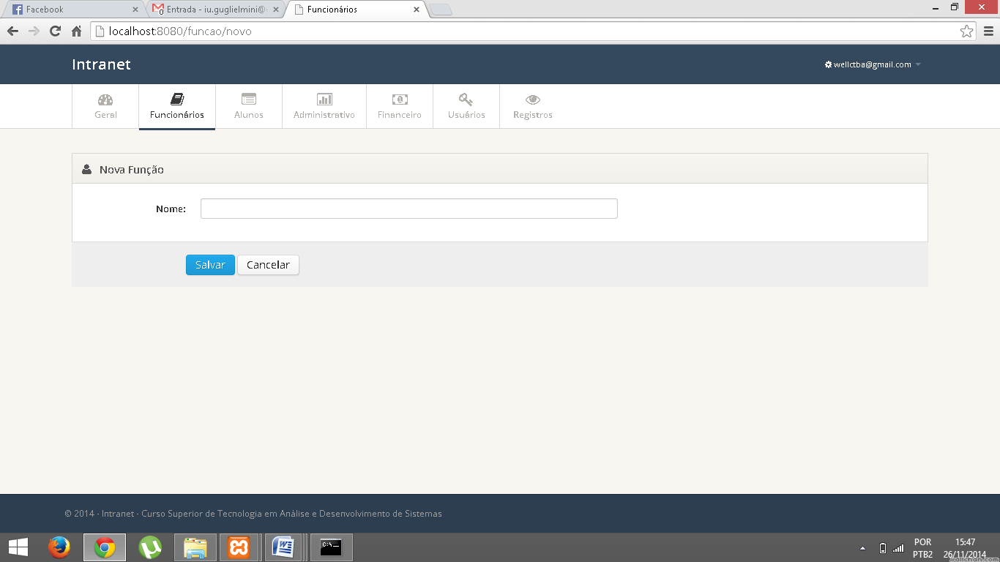 Facebook
Entrada - iu.guglielmini@
Funcionários
localhost:8080/funcao/novo
Intranet
wellctba@gmail.com
Geral
Funcionários
Alunos
Administrativo
Financeiro
Usuários
Registros
Nova Função
Nome:
Salvar
Cancelar
© 2014 - Intranet - Curso Superior de Tecnologia em Análise e Desenvolvimento de Sistemas
POR
15:47
PTB2
26/11/2014